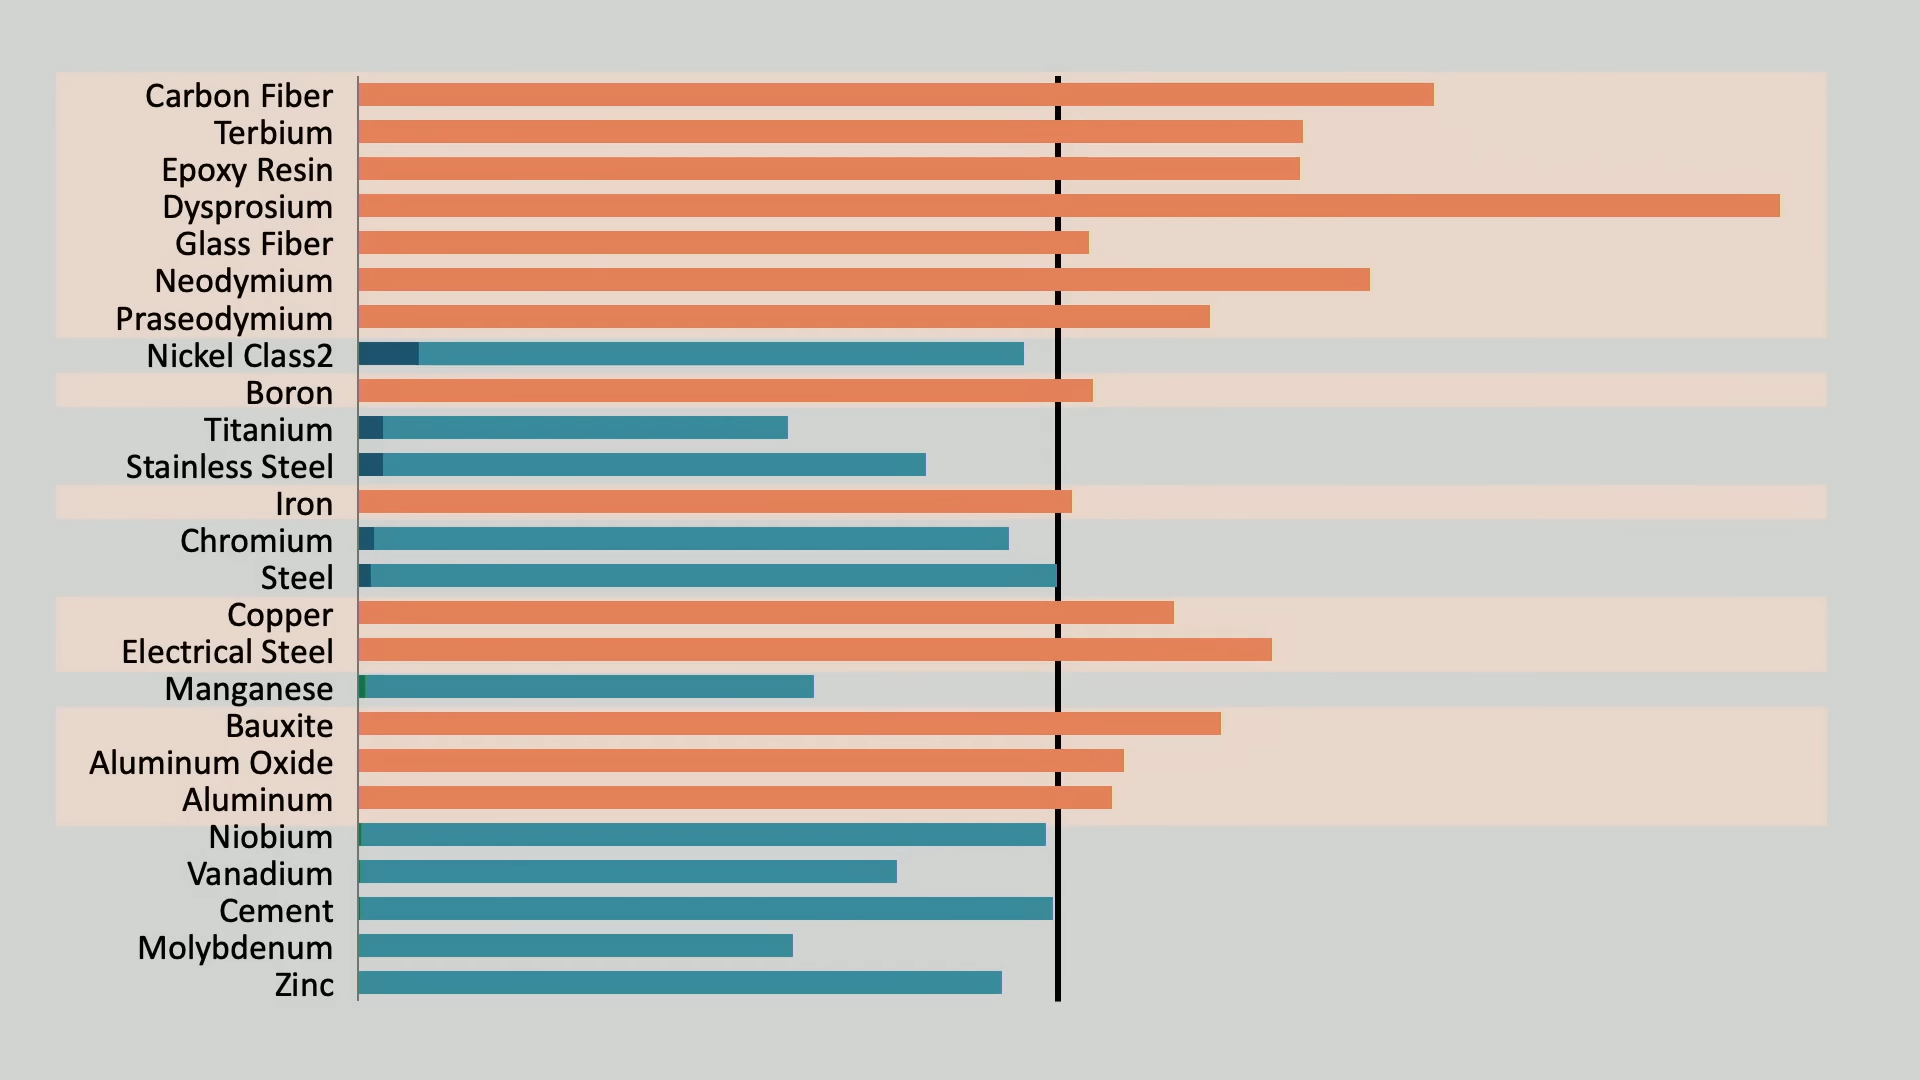 Carbon Fiber
Terbium
Epoxy Resin
Dysprosium
Glass Fiber
Neodymium
Praseodymium
Nickel Class2
Boron
Titanium
Stainless Steel
Iron
Chromium
Steel
Copper
Electrical Steel
Manganese
Bauxite
Aluminum Oxide
Aluminum
Niobium
Vanadium
Cement
Molybdenum
Zinc